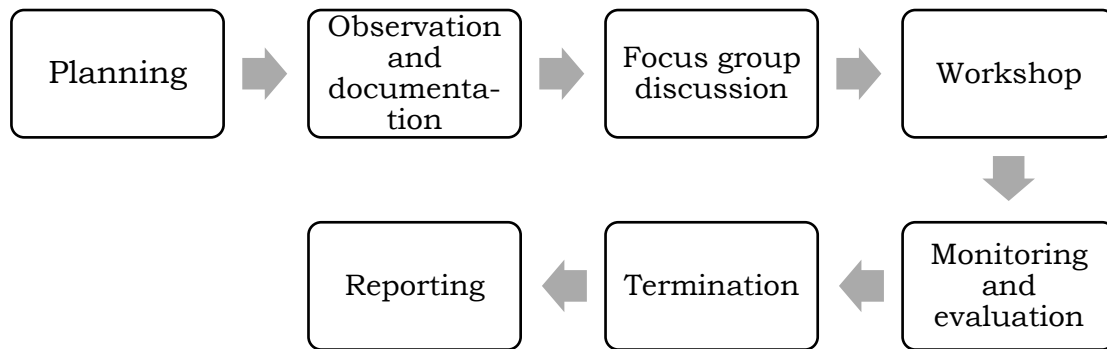 Planning
Observation
and
documenta-
tion
Focus group
discussion
Workshop
Monitoring
and
evaluation
Termination
Reporting